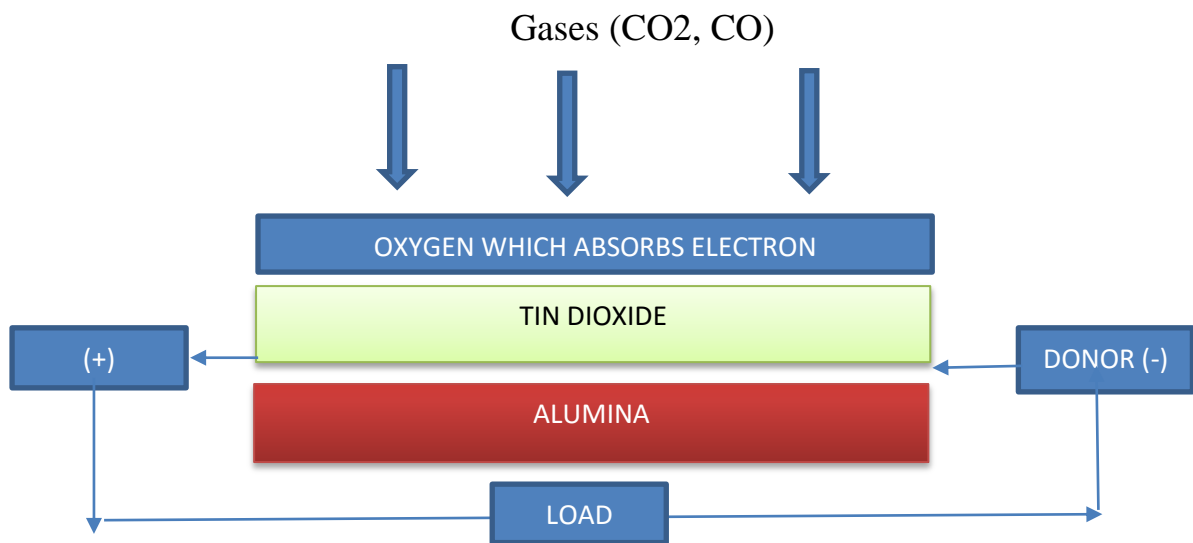 Gases (CO2, CO)
OXYGEN WHICH ABSORBS ELECTRON
TIN DIOXIDE
(+)
DONOR (-)
ALUMINA
LOAD